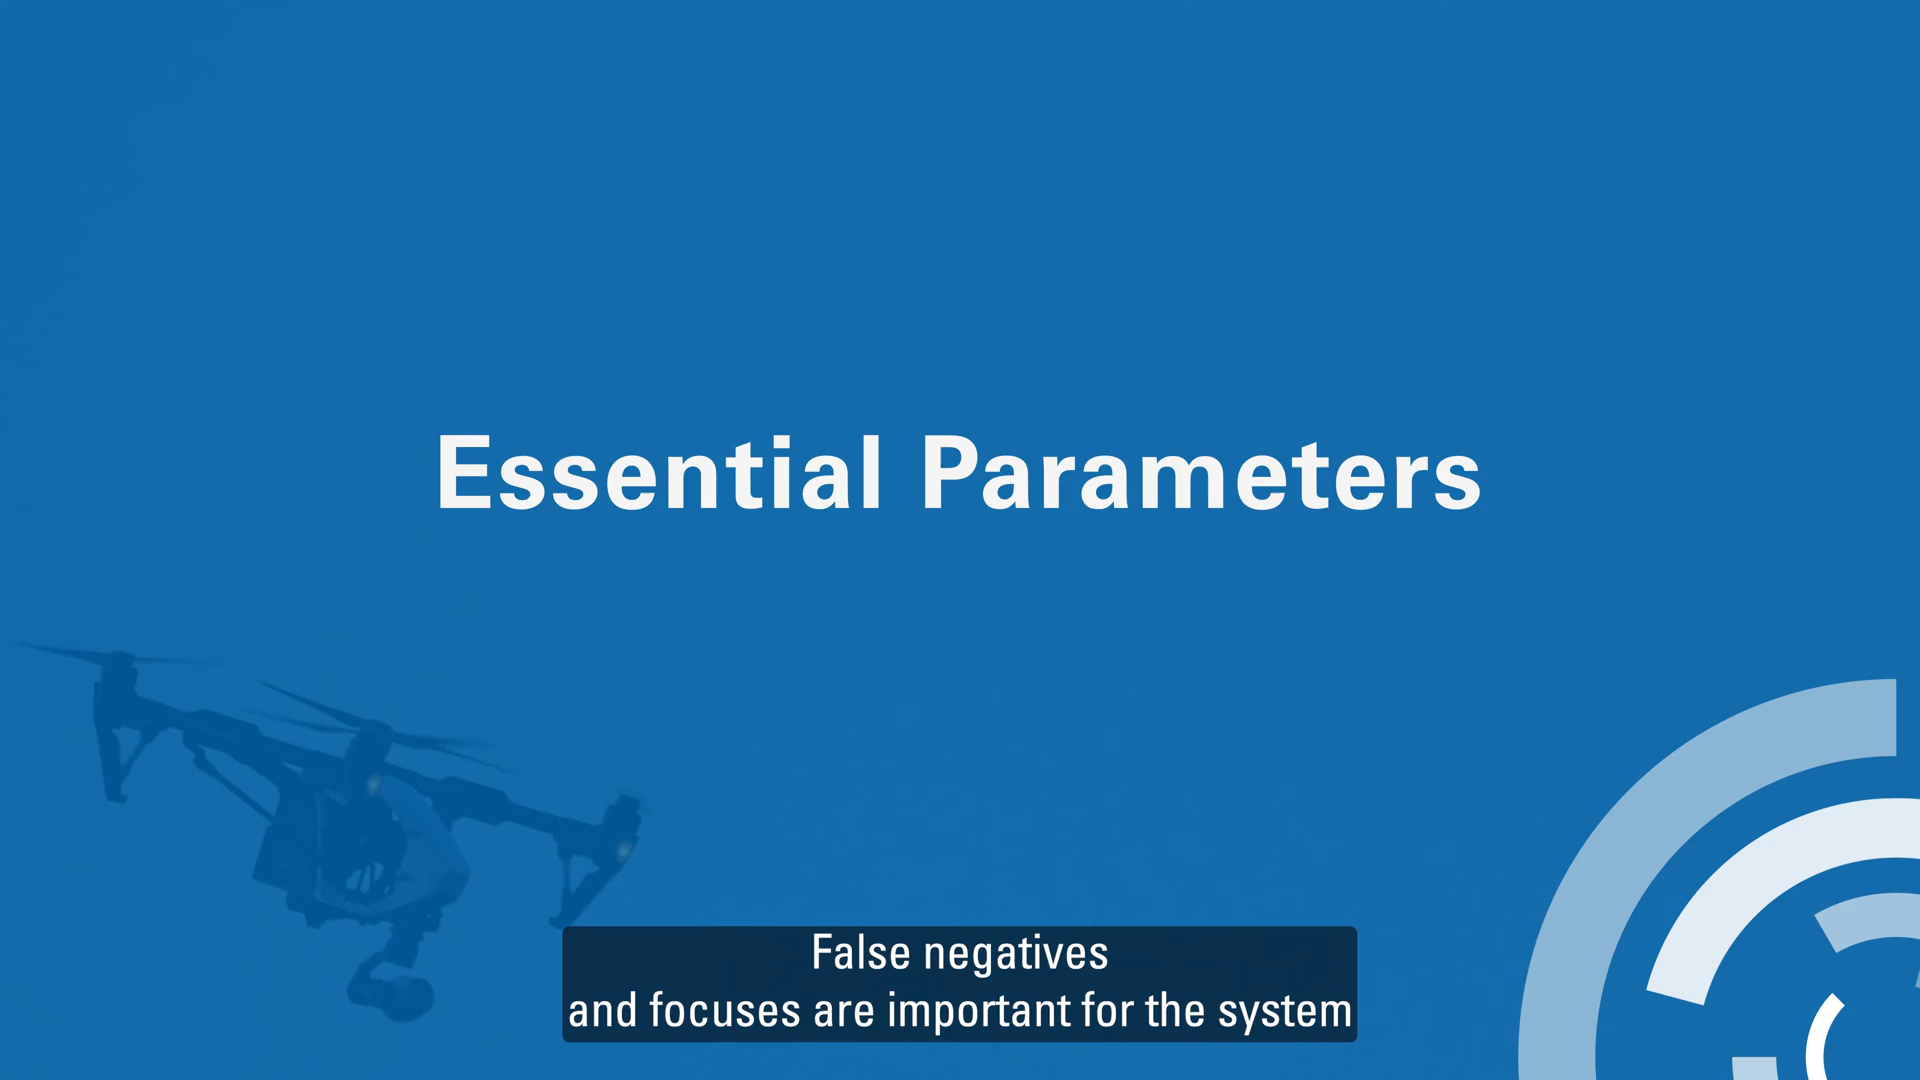 Essential Parameters
False negatives
and focuses are important for the system